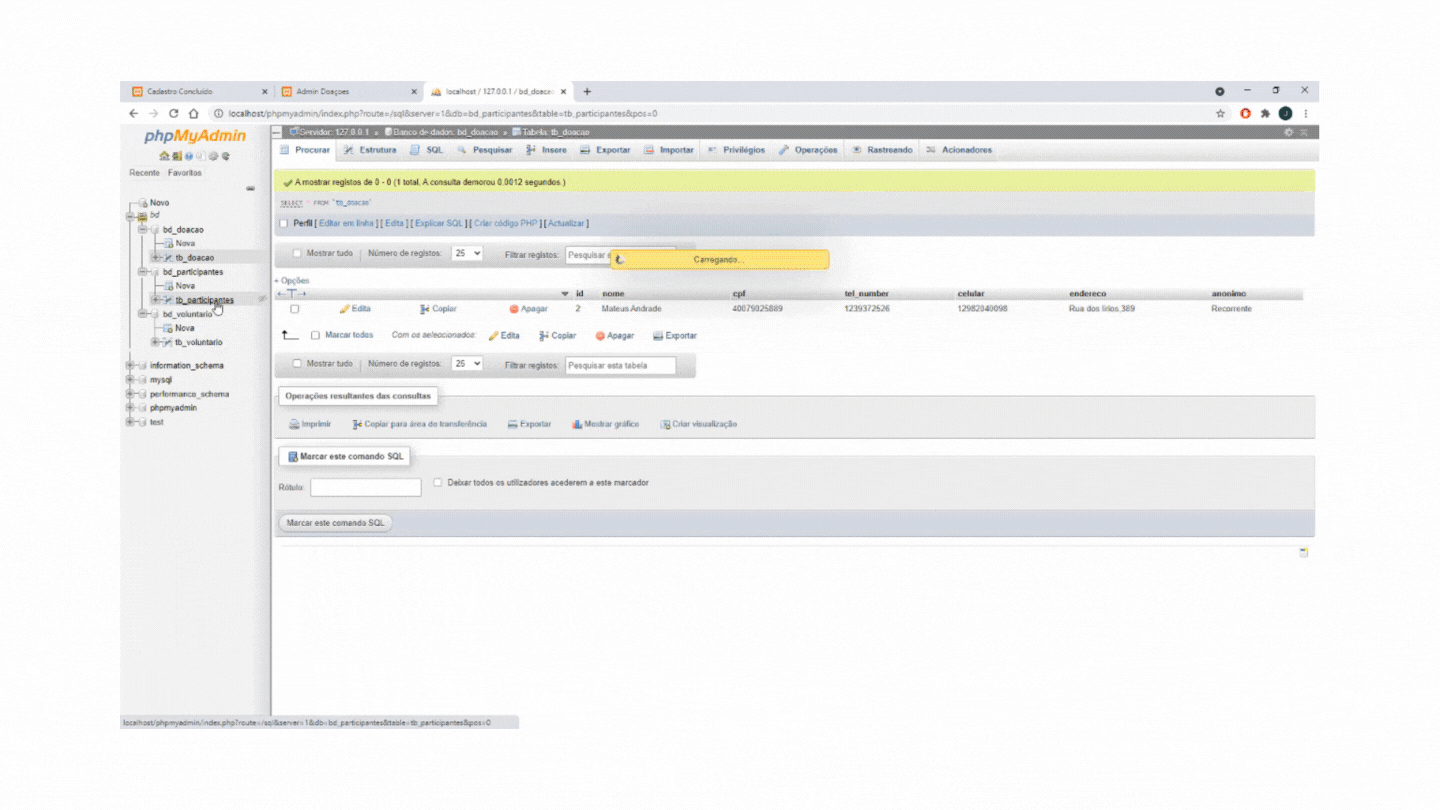 Cadastro Concluído
Admin Doaçoes
localhost / 127.0.0.1 / bd_doaca
localhost/phpmyadmin/index.php?route=/sql&server=1&db=bd_participantes&table=tb_participantes&pos=0
phpMyAdmin
Servidor: 127.0.0.1 » Banco de dados: bd_doacao » Tabela: tb_doacao
Procurar Estrutura SQL Pesquisar Insere Exportar Importar Privilégios Operações Rastreando Acionadores
Recente Favoritos
Novo
bd
bd_doacao
Nova
tb_doacao
bd_participantes
Nova
tb_participantes
bd_voluntario
Nova
tb_voluntario
information_schema
mysql
performance_schema
phpmyadmin
test
A mostrar registos de 0 - 0 (1 total, A consulta demorou 0,0012 segundos.)
SELECT * FROM `tb_doacao`
Perfil [ Editar em linha ] [ Edita ] [ Explicar SQL ] [ Criar código PHP ] [ Actualizar ]
Mostrar tudo | Número de registos: 25 Filtrar registos: Pesquisar
Carregando...
+ Opções
id nome cpf tel_number celular endereco anonimo
Edita Copiar Apagar 2 Mateus Andrade 40079025889 1239372526 12982040098 Rua dos lirios,389 Recorrente
Marcar todos Com os seleccionados: Edita Copiar Apagar Exportar
Mostrar tudo | Número de registos: 25 Filtrar registos: Pesquisar esta tabela
Operações resultantes das consultas
Imprimir Copiar para área de transferência Exportar Mostrar gráfico Criar visualização
Marcar este comando SQL
Rótulo: Deixar todos os utilizadores acederem a este marcador
Marcar este comando SQL
localhost/phpmyadmin/index.php?route=/sql&server=1&db=bd_participantes&table=tb_participantes&pos=0